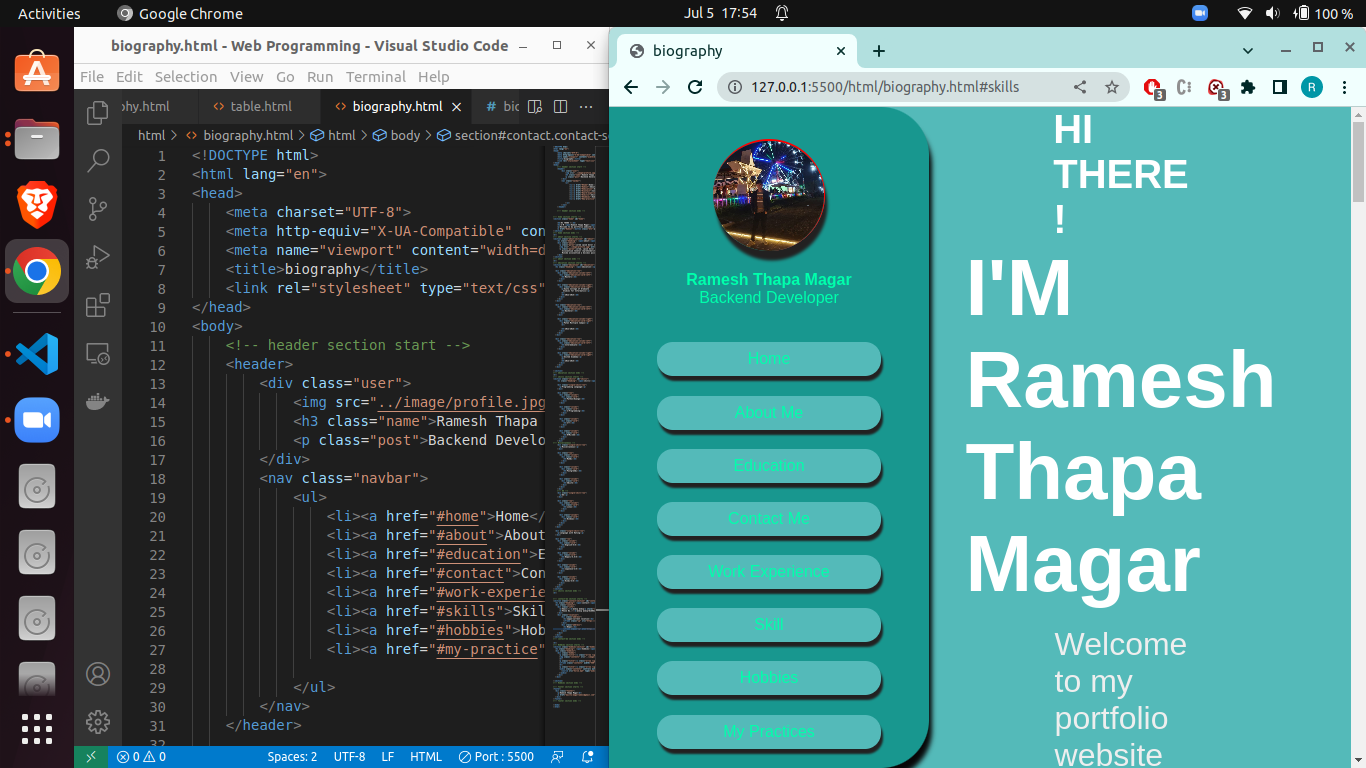 Activities
Google Chrome
Jul 5 17:54
100 %
biography.html - Web Programming - Visual Studio Code
File Edit Selection View Go Run Terminal Help
phy.html
table.html
biography.html
# bio
html > biography.html > html > body > section#contact.contact-se
1 <!DOCTYPE html>
2 <html lang="en">
3 <head>
4 <meta charset="UTF-8">
5 <meta http-equiv="X-UA-Compatible" con
6 <meta name="viewport" content="width=d
7 <title>biography</title>
8 <link rel="stylesheet" type="text/css"
9 </head>
10 <body>
11 <!-- header section start -->
12 <header>
13 <div class="user">
14 <img src="../image/profile.jpg
15 <h3 class="name">Ramesh Thapa
16 <p class="post">Backend Develo
17 </div>
18 <nav class="navbar">
19 <ul>
20 <li><a href="#home">Home</
21 <li><a href="#about">About
22 <li><a href="#education">E
23 <li><a href="#contact">Con
24 <li><a href="#work-experie
25 <li><a href="#skills">Skil
26 <li><a href="#hobbies">Hob
27 <li><a href="#my-practice"
28
29 </ul>
30 </nav>
31 </header>
32
0 0
Spaces: 2 UTF-8 LF HTML Port : 5500
biography
127.0.0.1:5500/html/biography.html#skills
3
3
R
Ramesh Thapa Magar
Backend Developer
Home
About Me
Education
Contact Me
Work Experience
Skill
Hobbies
My Practices
HI
THERE
!
I'M
Ramesh
Thapa
Magar
Welcome
to my
portfolio
website